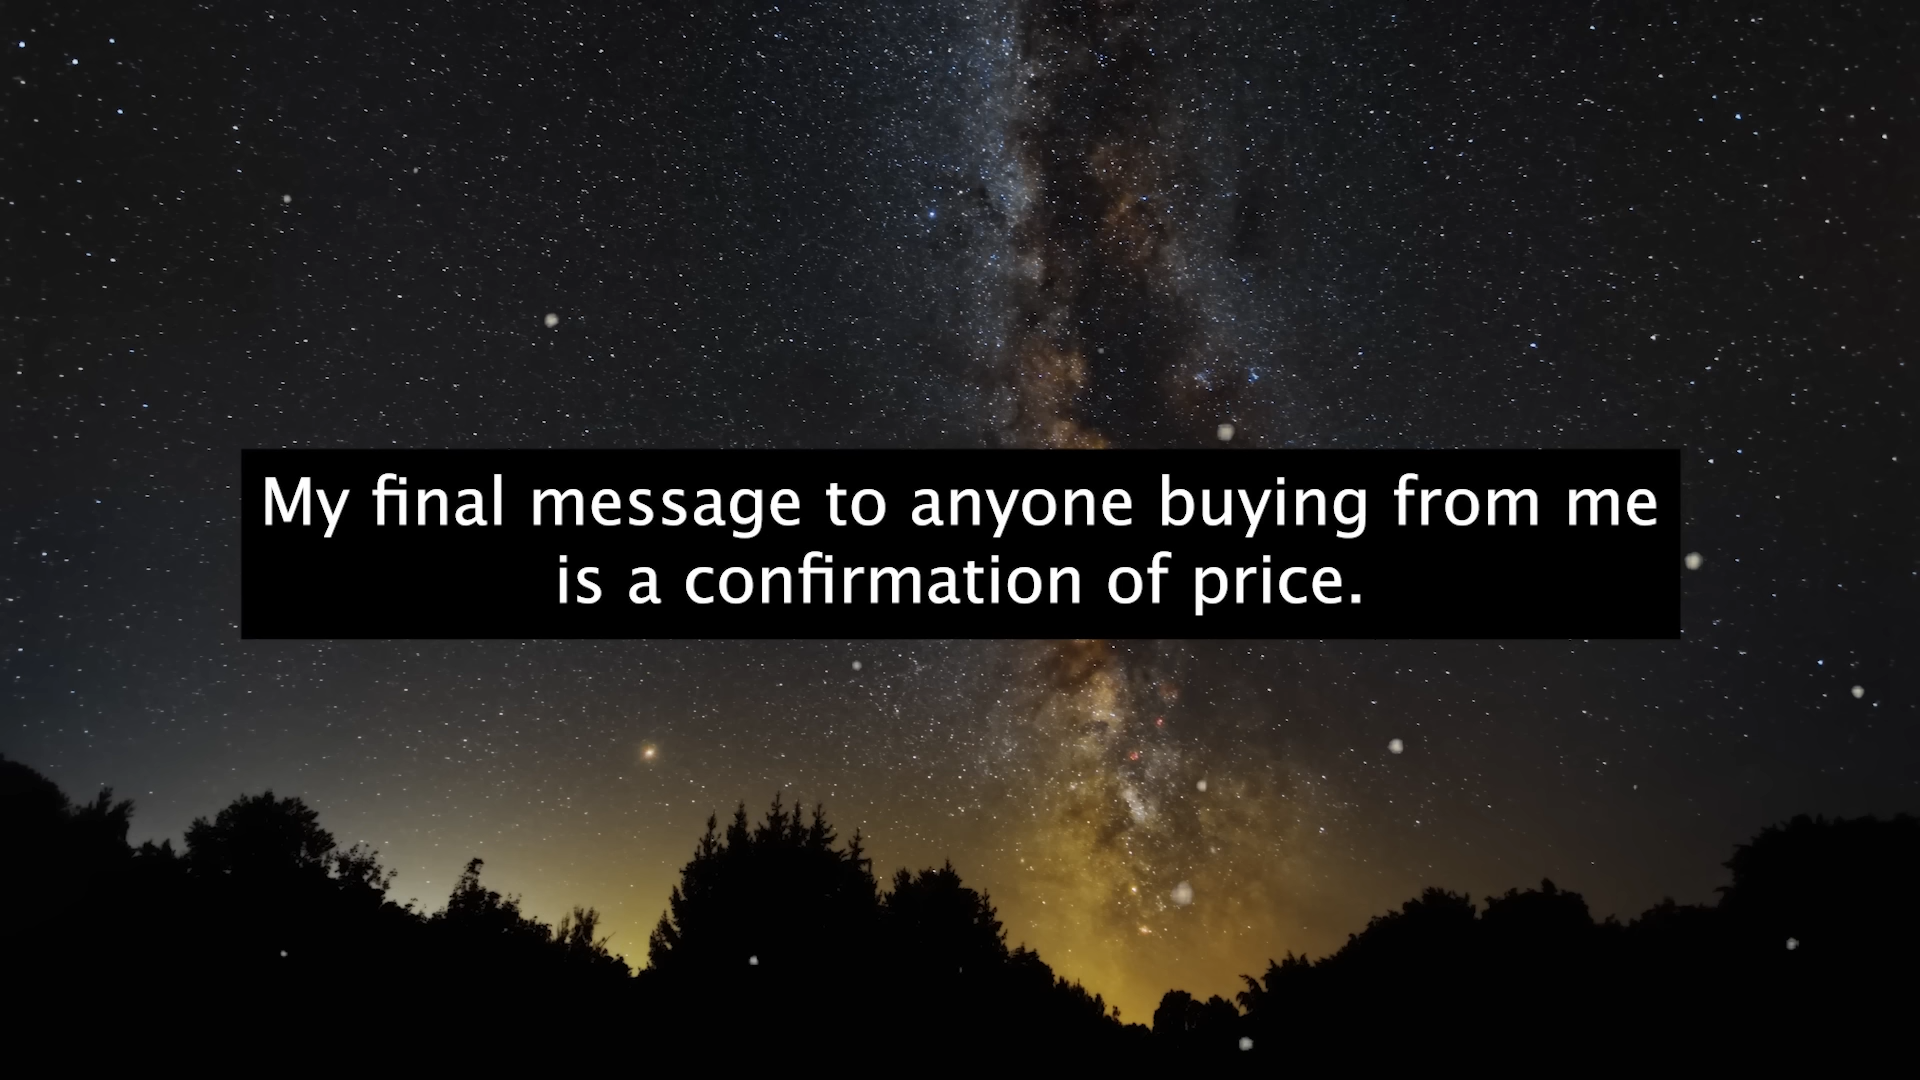 My final message to anyone buying from me
is a confirmation of price.